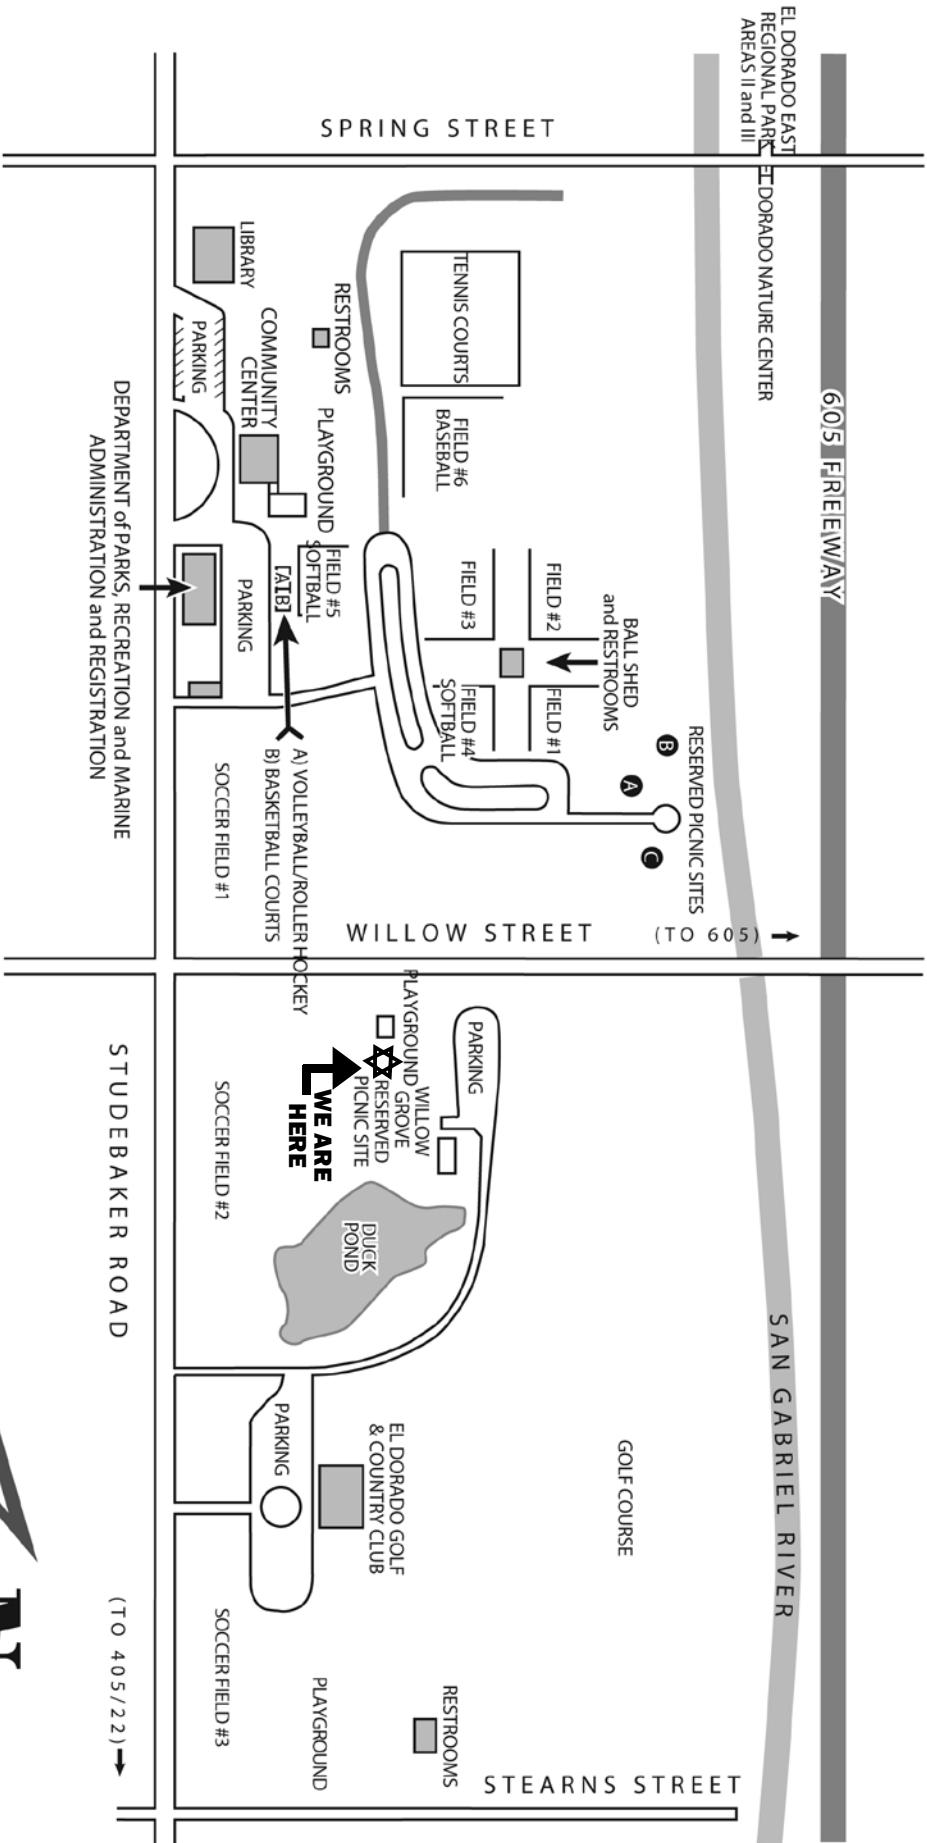 EL DORADO EAST
REGIONAL PARK
AREAS II and III
EL DORADO NATURE CENTER
605 FREEWAY
SPRING STREET
LIBRARY
PARKING
COMMUNITY
CENTER
RESTROOMS
PLAYGROUND
TENNIS COURTS
FIELD #6
BASEBALL
FIELD #5
SOFTBALL
[A][B]
PARKING
FIELD #3
FIELD #2
FIELD #4
SOFTBALL
FIELD #1
BALL SHED
and RESTROOMS
RESERVED PICNIC SITES
B
A
C
DEPARTMENT of PARKS, RECREATION and MARINE
ADMINISTRATION and REGISTRATION
A) VOLLEYBALL/ROLLER HOCKEY
B) BASKETBALL COURTS
SOCCER FIELD #1
WILLOW STREET
(TO 605)
PARKING
PLAYGROUND
WILLOW
GROVE
RESERVED
PICNIC SITE
WE ARE
HERE
SOCCER FIELD #2
DUCK
POND
STUDEBAKER ROAD
SAN GABRIEL RIVER
GOLF COURSE
PARKING
EL DORADO GOLF
& COUNTRY CLUB
SOCCER FIELD #3
PLAYGROUND
RESTROOMS
(TO 405/22)
STEARNS STREET